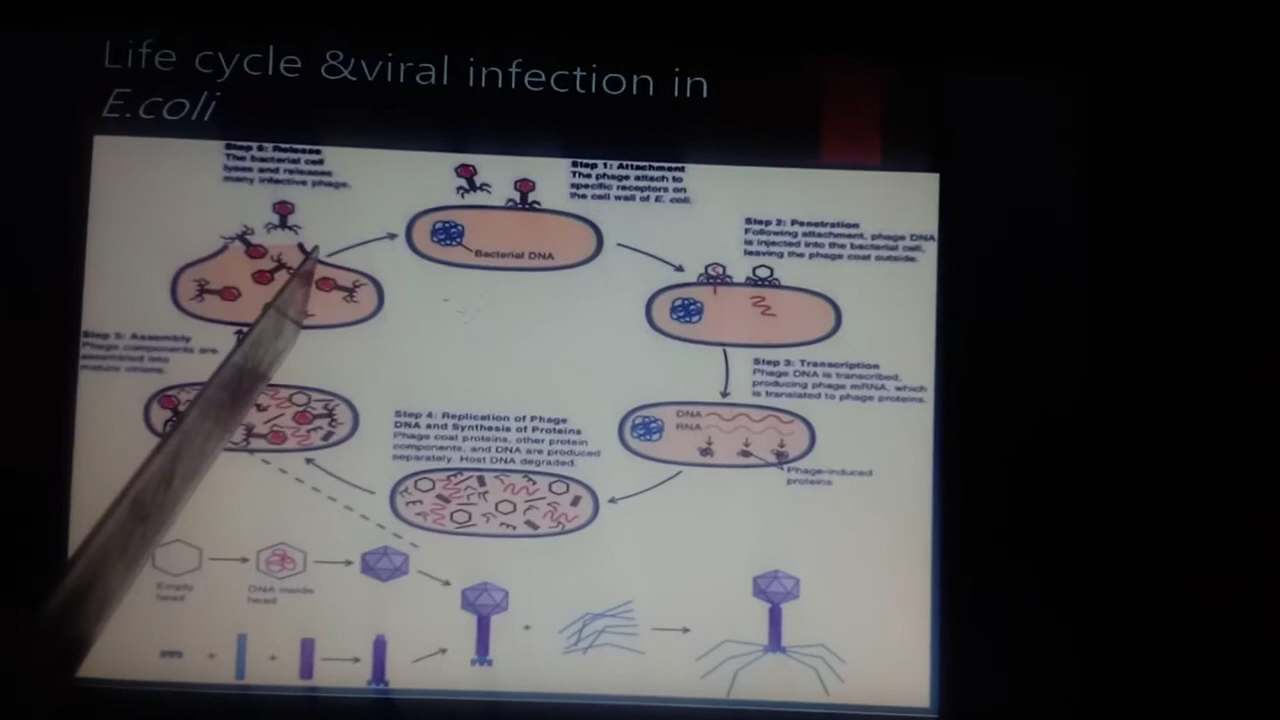 Life cycle &viral infection in
E.coli
Step 6: Release
The bacterial cell
lyses and releases
many infective phage.
Step 1: Attachment
The phage attach to
specific receptors on
the cell wall of E. coli.
Bacterial DNA
Step 2: Penetration
Following attachment, phage DNA
is injected into the bacterial cell,
leaving the phage coat outside.
Step 3: Transcription
Phage DNA is transcribed,
producing phage mRNA, which
is translated to phage proteins.
DNA
RNA
Phage-induced
proteins
Step 4: Replication of Phage
DNA and Synthesis of Proteins
Phage coat proteins, other protein
components, and DNA are produced
separately. Host DNA degraded.
Step 5: Assembly
Phage components are
assembled into
mature virions.
Empty
head
DNA inside
head
+
+
+